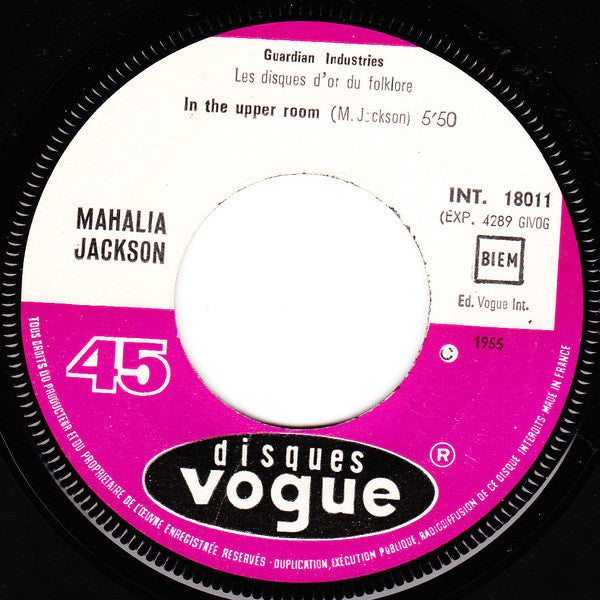 Guardian Industries
Les disques d'or du folklore
In the upper room (M. Jackson) 5'50
MAHALIA
JACKSON
INT. 18011
(EXP. 4289 GIVOG
BIEM
Ed. Vogue Int.
45
© 1955
disques
vogue
®
TOUS DROITS DU PRODUCTEUR ET DU PROPRIETAIRE DE L'ŒUVRE ENREGISTRÉE RESERVÉS - DUPLICATION, EXÉCUTION PUBLIQUE, RADIODIFFUSION DE CE DISQUE INTERDITS MADE IN FRANCE